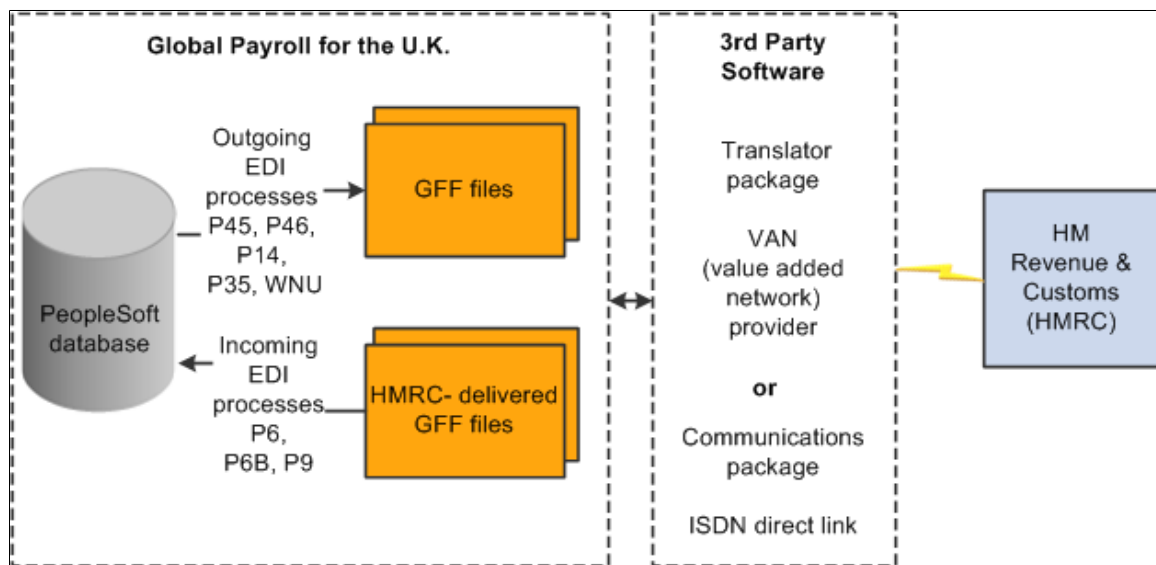 Global Payroll for the U.K.
PeopleSoft
database
Outgoing
EDI
processes
P45, P46,
P14,
P35, WNU
GFF files
Incoming
EDI
processes
P6,
P6B, P9
HMRC- delivered
GFF files
3rd Party
Software
Translator
package
VAN
(value added
network)
provider
or
Communications
package
ISDN direct link
HM
Revenue &
Customs
(HMRC)